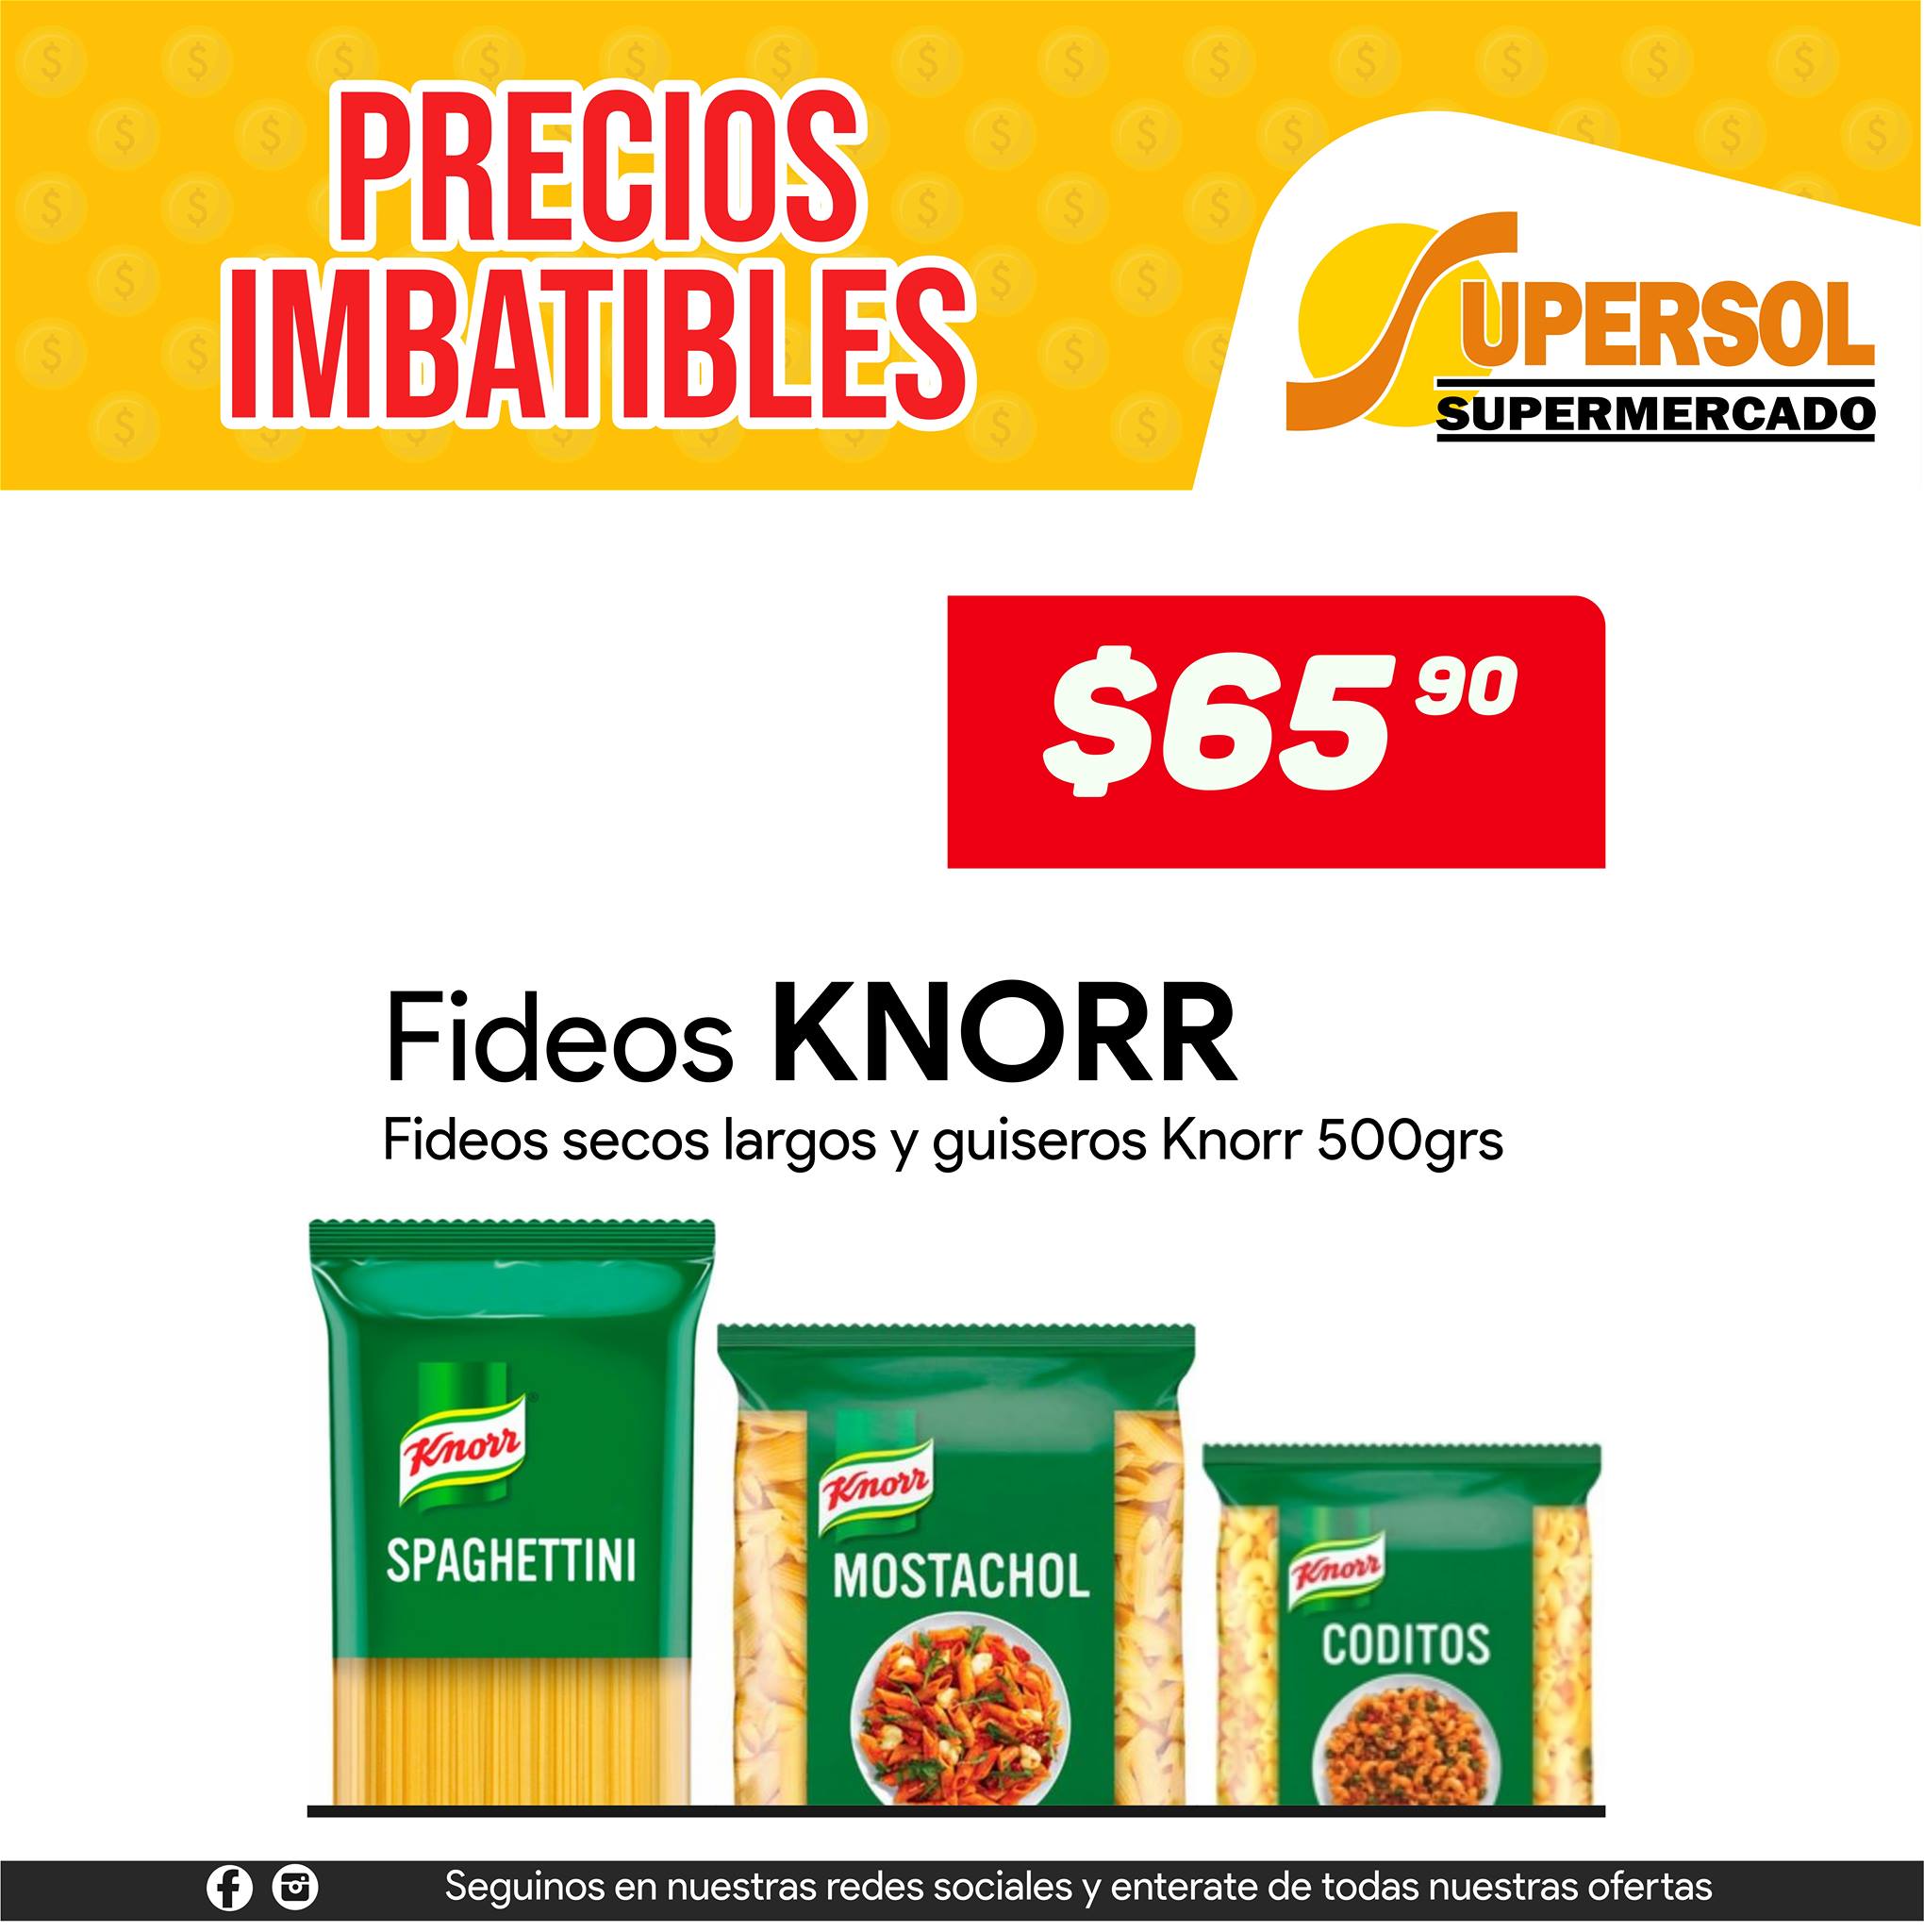 PRECIOS
IMBATIBLES
SUPERSOL
SUPERMERCADO
$65 90
Fideos KNORR
Fideos secos largos y guiseros Knorr 500grs
Knorr
SPAGHETTINI
Knorr
MOSTACHOL
Knorr
CODITOS
Seguinos en nuestras redes sociales y enterate de todas nuestras ofertas